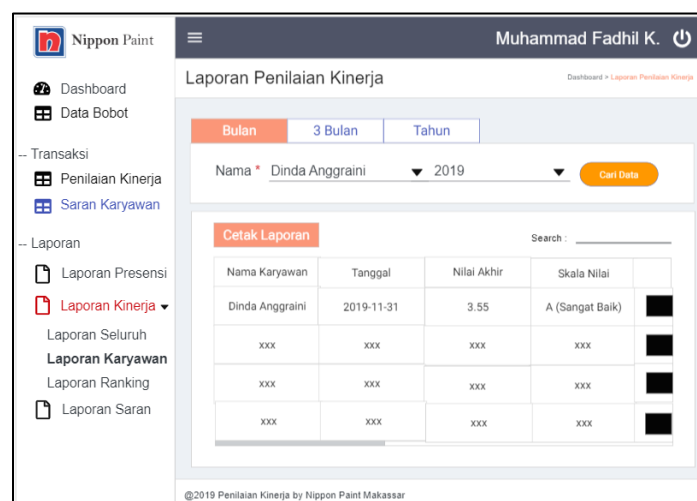 Nippon Paint
Muhammad Fadhil K.
Dashboard
Data Bobot
-- Transaksi
Penilaian Kinerja
Saran Karyawan
-- Laporan
Laporan Presensi
Laporan Kinerja
Laporan Seluruh
Laporan Karyawan
Laporan Ranking
Laporan Saran
Laporan Penilaian Kinerja
Dashboard > Laporan Penilaian Kinerja
Bulan 3 Bulan Tahun
Nama * Dinda Anggraini 2019 Cari Data
Cetak Laporan Search :
Nama Karyawan Tanggal Nilai Akhir Skala Nilai
Dinda Anggraini 2019-11-31 3.55 A (Sangat Baik)
xxx xxx xxx xxx
xxx xxx xxx xxx
xxx xxx xxx xxx
@2019 Penilaian Kinerja by Nippon Paint Makassar